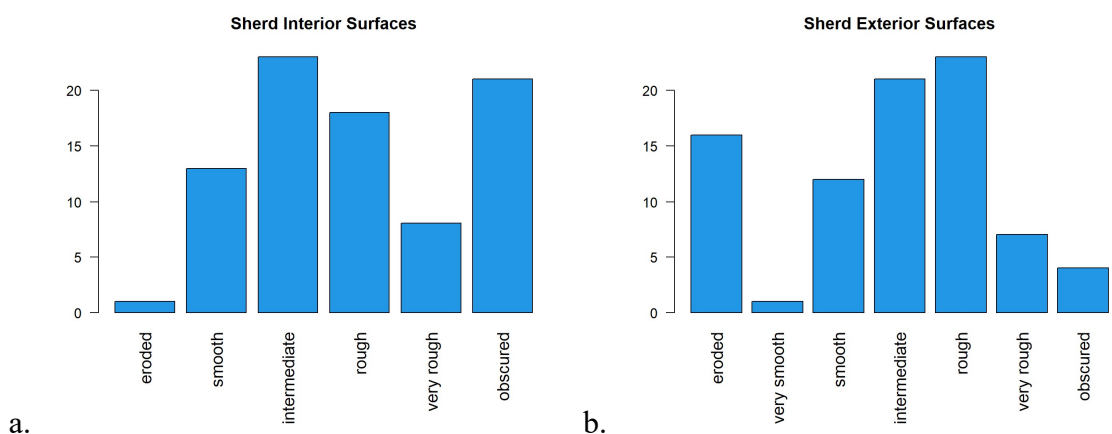 Sherd Interior Surfaces
20
15
10
5
0
eroded
smooth
intermediate
rough
very rough
obscured
a.
Sherd Exterior Surfaces
20
15
10
5
0
eroded
very smooth
smooth
intermediate
rough
very rough
obscured
b.